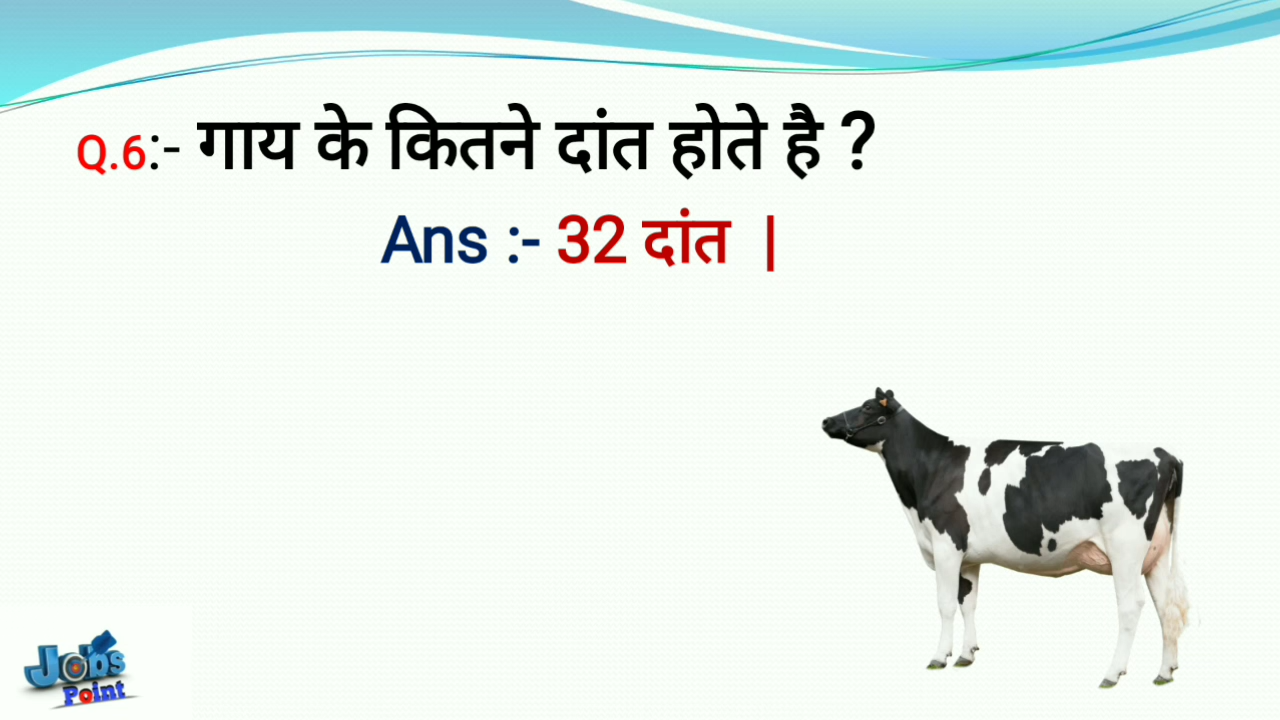 Q.6:- गाय के कितने दांत होते है ?
Ans :- 32 दांत |
Jobs
Point